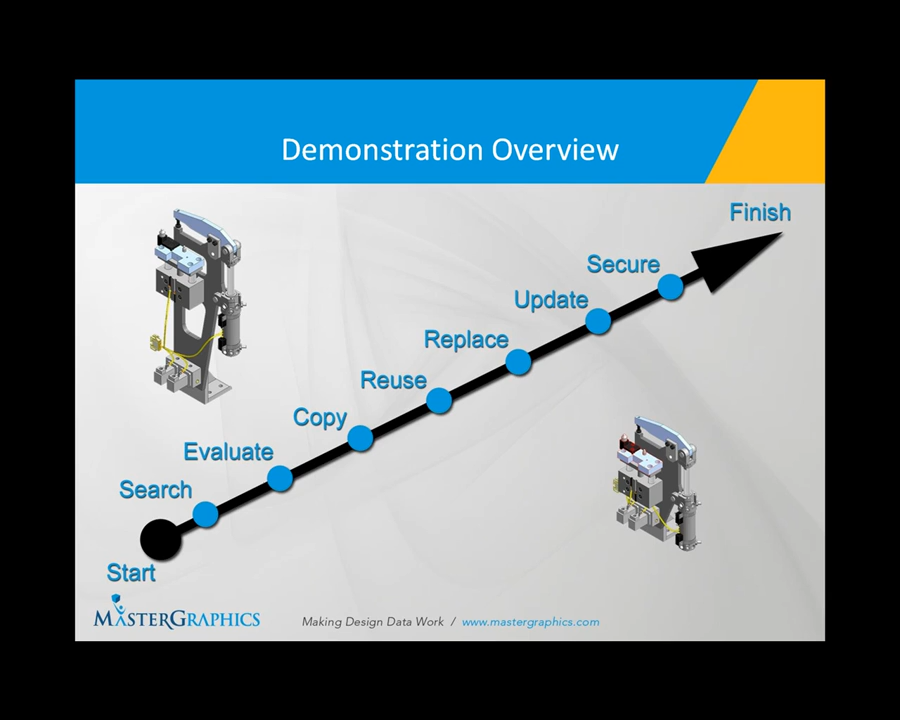 Demonstration Overview
Finish
Secure
Update
Replace
Reuse
Copy
Evaluate
Search
Start
MASTERGRAPHICS
Making Design Data Work / www.mastergraphics.com